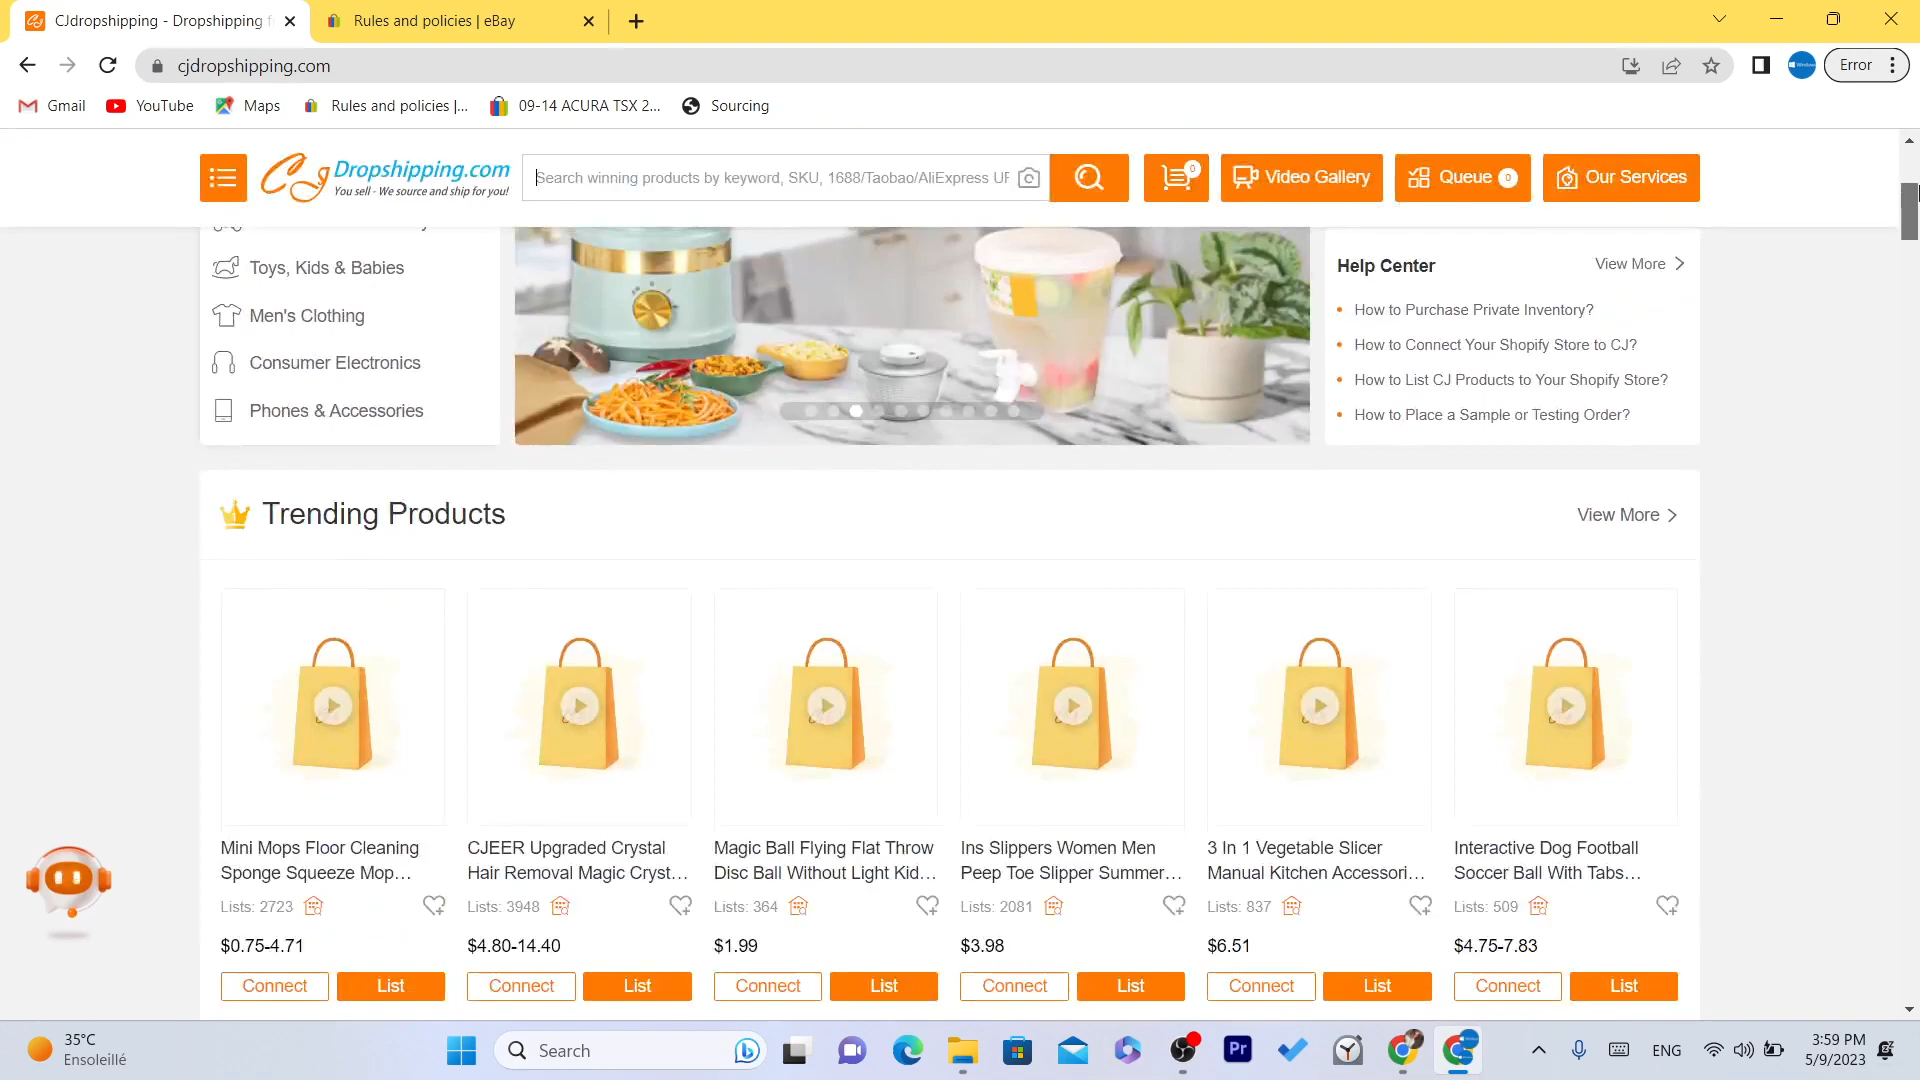 CJdropshipping - Dropshipping f
Rules and policies | eBay
cjdropshipping.com
Error
Gmail
YouTube
Maps
Rules and policies |...
09-14 ACURA TSX 2...
Sourcing
CJ Dropshipping.com
You sell - We source and ship for you!
Search winning products by keyword, SKU, 1688/Taobao/AliExpress UR
0
Video Gallery
Queue 0
Our Services
Toys, Kids & Babies
Men's Clothing
Consumer Electronics
Phones & Accessories
Help Center
View More
How to Purchase Private Inventory?
How to Connect Your Shopify Store to CJ?
How to List CJ Products to Your Shopify Store?
How to Place a Sample or Testing Order?
Trending Products
View More
Mini Mops Floor Cleaning
Sponge Squeeze Mop...
Lists: 2723
$0.75-4.71
Connect
List
CJEER Upgraded Crystal
Hair Removal Magic Cryst...
Lists: 3948
$4.80-14.40
Connect
List
Magic Ball Flying Flat Throw
Disc Ball Without Light Kid...
Lists: 364
$1.99
Connect
List
Ins Slippers Women Men
Peep Toe Slipper Summer...
Lists: 2081
$3.98
Connect
List
3 In 1 Vegetable Slicer
Manual Kitchen Accessori...
Lists: 837
$6.51
Connect
List
Interactive Dog Football
Soccer Ball With Tabs...
Lists: 509
$4.75-7.83
Connect
List
35°C
Ensoleillé
Search
Pr
ENG
3:59 PM
5/9/2023